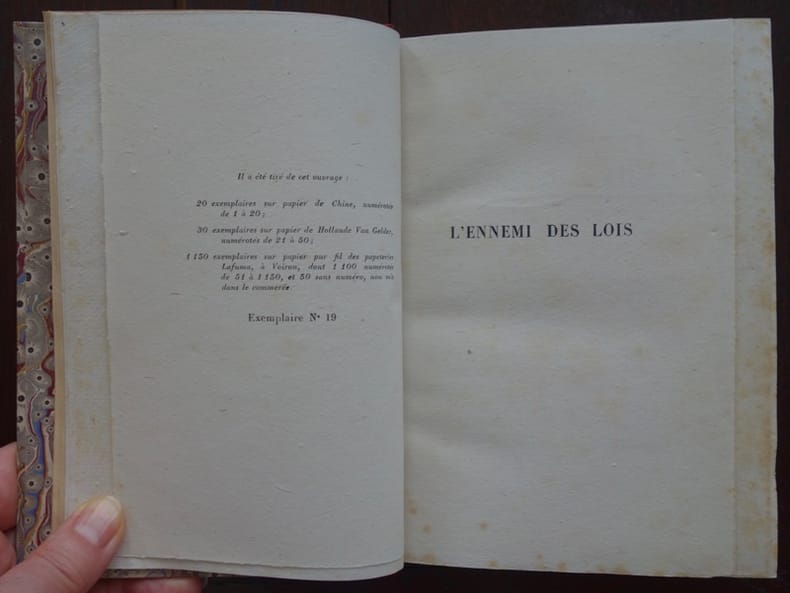 Il a été tiré de cet ouvrage :
20 exemplaires sur papier de Chine, numérotés
de 1 à 20 ;
30 exemplaires sur papier de Hollande Van Gelder,
numérotés de 21 à 50 ;
1 150 exemplaires sur papier pur fil des papeteries
Lafuma, à Voiron, dont 1 100 numérotés
de 51 à 1 150, et 50 sans numéro, non mis
dans le commerce.
Exemplaire N° 19
L'ENNEMI DES LOIS